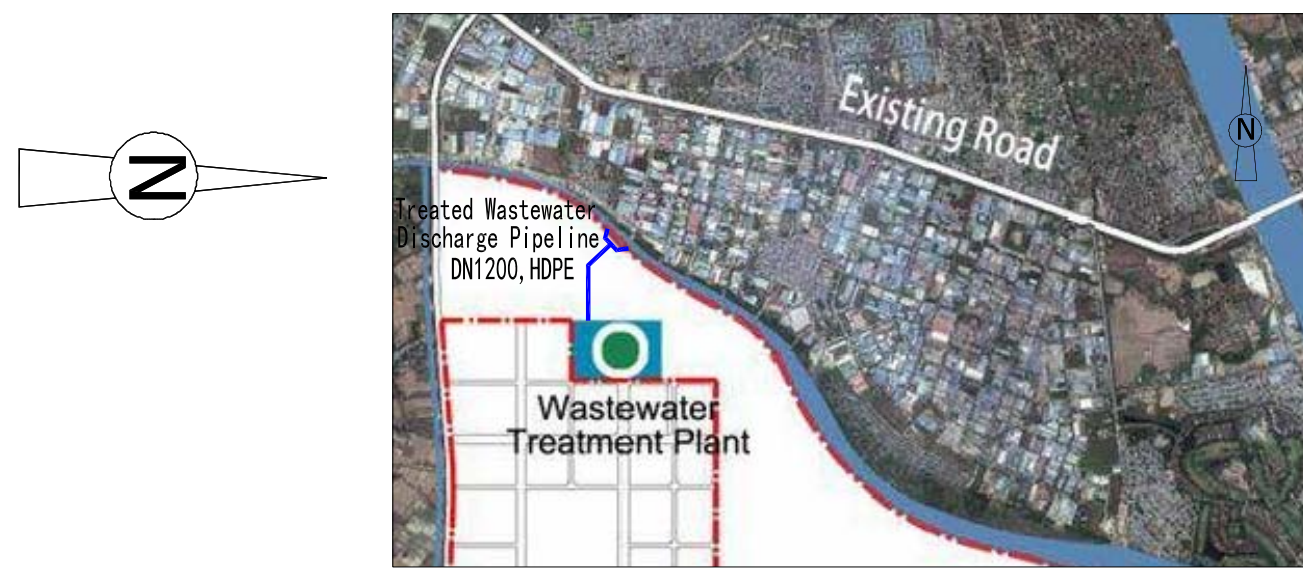 N
Existing Road
N
Treated Wastewater
Discharge Pipeline
DN1200,HDPE
Wastewater
Treatment Plant